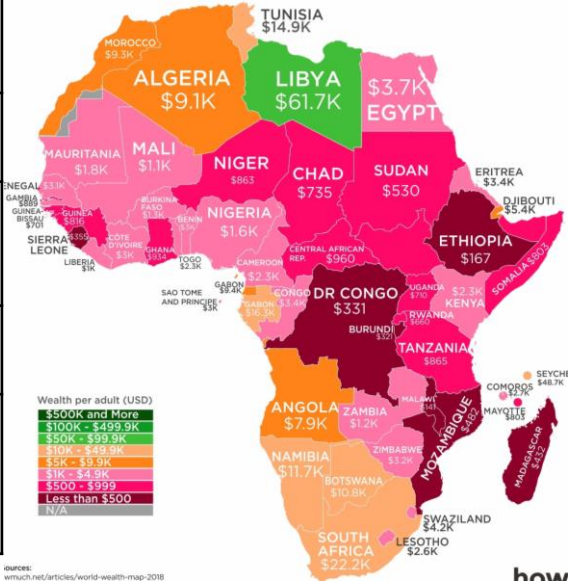 TUNISIA
$14.9K
MOROCCO
$9.3K
ALGERIA
$9.1K
LIBYA
$61.7K
$3.7K
EGYPT
MAURITANIA
$1.8K
MALI
$1.1K
NIGER
$863
CHAD
$735
SUDAN
$530
ERITREA
$3.4K
DJIBOUTI
$5.4K
ENEGAL $3.1K
GAMBIA
$889
GUINEA-
BISSAU
$701
GUINEA
$816
SIERRA
LEONE
$355
LIBERIA
$1K
CÔTE
D'IVOIRE
$3K
BURKINA
FASO
$1.3K
GHANA
$934
TOGO
$2.3K
BENIN
$3K
NIGERIA
$1.6K
CAMEROON
$2.3K
CENTRAL AFRICAN
REP.
$960
ETHIOPIA
$167
SOMALIA $803
SAO TOME
AND PRINCIPE
$3K
GABON
$9.4K
GABON
$16.3K
CONGO
$3.4K
DR CONGO
$331
UGANDA
$710
$2.3K
KENYA
RWANDA
$660
BURUNDI
$321
TANZANIA
$865
SEYCHE
$48.7K
COMOROS
$2.7K
MAYOTTE
$803
ANGOLA
$7.9K
ZAMBIA
$1.2K
MALAWI
$141
MOZAMBIQUE
$482
MADAGASCAR
$432
ZIMBABWE
$3.2K
NAMIBIA
$11.7K
BOTSWANA
$10.8K
SWAZILAND
$4.2K
LESOTHO
$2.6K
SOUTH
AFRICA
$22.2K
Wealth per adult (USD)
$500K and More
$100K - $499.9K
$50K - $99.9K
$10K - $49.9K
$5K - $9.9K
$1K - $4.9K
$500 - $999
Less than $500
N/A
ources:
wmuch.net/articles/world-wealth-map-2018
how